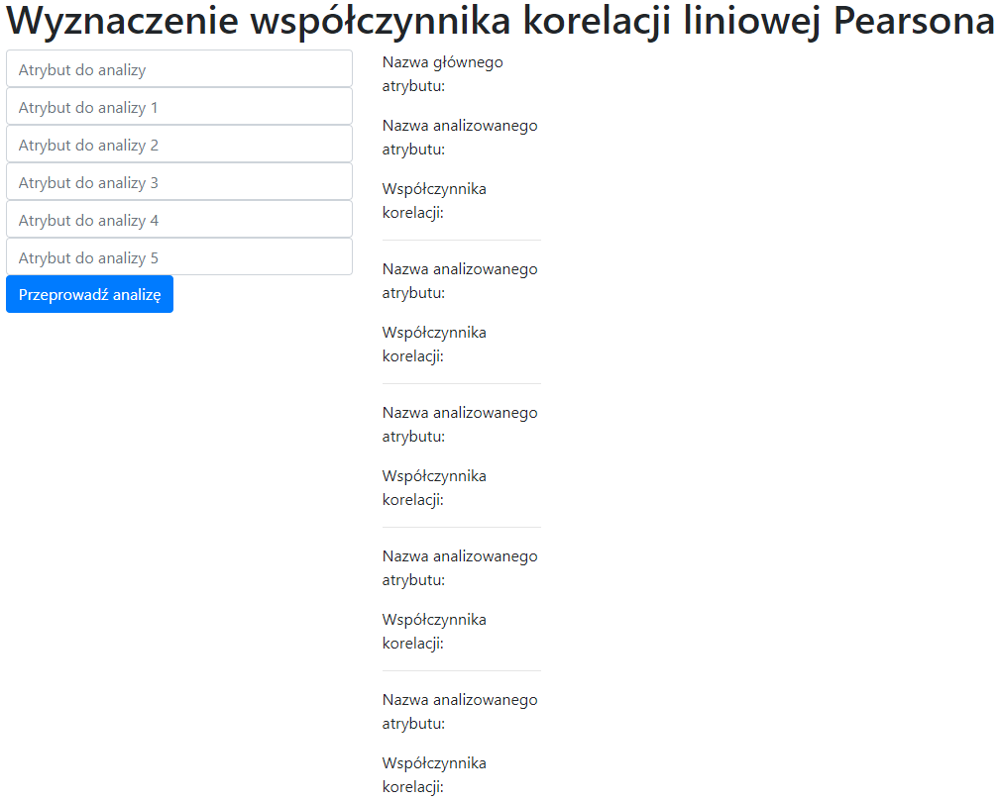 Wyznaczenie współczynnika korelacji liniowej Pearsona
Atrybut do analizy
Atrybut do analizy 1
Atrybut do analizy 2
Atrybut do analizy 3
Atrybut do analizy 4
Atrybut do analizy 5
Przeprowadź analizę
Nazwa głównego
atrybutu:
Nazwa analizowanego
atrybutu:
Współczynnika
korelacji:
Nazwa analizowanego
atrybutu:
Współczynnika
korelacji:
Nazwa analizowanego
atrybutu:
Współczynnika
korelacji:
Nazwa analizowanego
atrybutu:
Współczynnika
korelacji:
Nazwa analizowanego
atrybutu:
Współczynnika
korelacji: